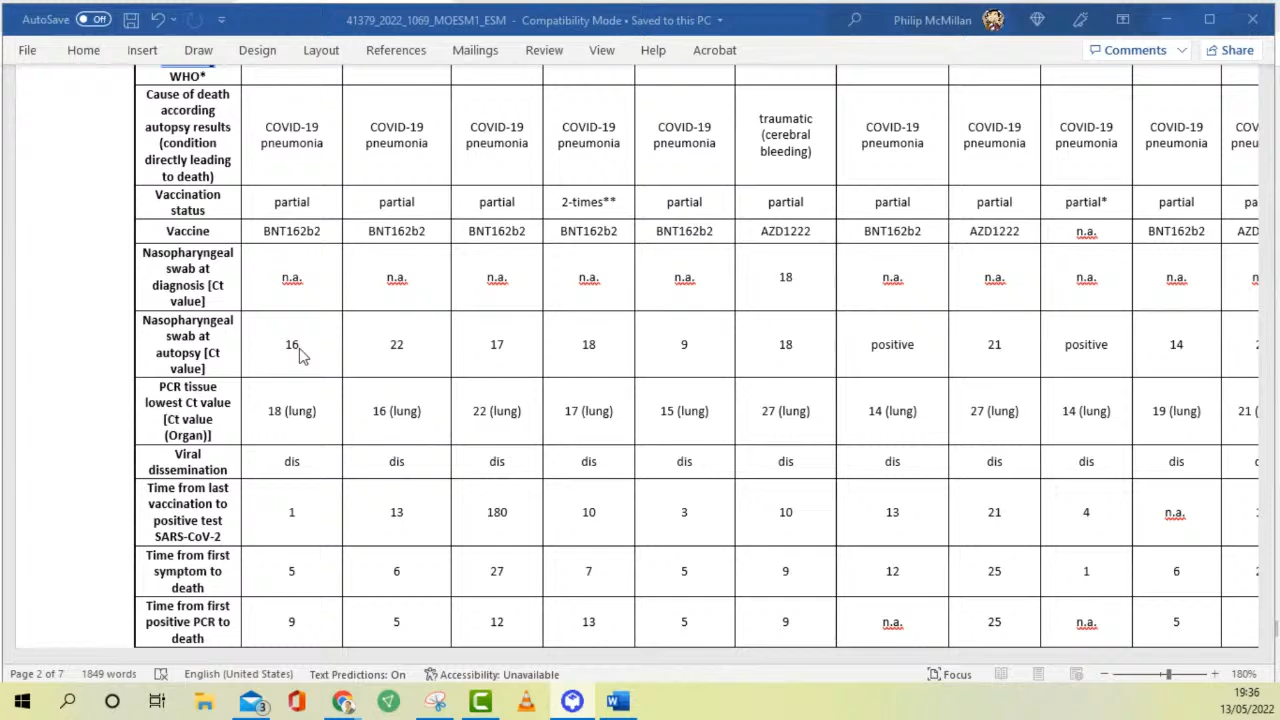 AutoSave Off 41379_2022_1069_MOESM1_ESM - Compatibility Mode • Saved to this PC Philip McMillan
File Home Insert Draw Design Layout References Mailings Review View Help Acrobat Comments Share
WHO*
Cause of death
according
autopsy results
(condition
directly leading
to death)
COVID-19
pneumonia
COVID-19
pneumonia
COVID-19
pneumonia
COVID-19
pneumonia
COVID-19
pneumonia
traumatic
(cerebral
bleeding)
COVID-19
pneumonia
COVID-19
pneumonia
COVID-19
pneumonia
COVID-19
pneumonia
Vaccination
status
partial partial partial 2-times** partial partial partial partial partial* partial
Vaccine BNT162b2 BNT162b2 BNT162b2 BNT162b2 BNT162b2 AZD1222 BNT162b2 AZD1222 n.a. BNT162b2 AZD
Nasopharyngeal
swab at
diagnosis [Ct
value]
n.a. n.a. n.a. n.a. n.a. 18 n.a. n.a. n.a. n.a.
Nasopharyngeal
swab at
autopsy [Ct
value]
16 22 17 18 9 18 positive 21 positive 14
PCR tissue
lowest Ct value
[Ct value
(Organ)]
18 (lung) 16 (lung) 22 (lung) 17 (lung) 15 (lung) 27 (lung) 14 (lung) 27 (lung) 14 (lung) 19 (lung) 21 (
Viral
dissemination
dis dis dis dis dis dis dis dis dis dis
Time from last
vaccination to
positive test
SARS-CoV-2
1 13 180 10 3 10 13 21 4 n.a.
Time from first
symptom to
death
5 6 27 7 5 9 12 25 1 6
Time from first
positive PCR to
death
9 5 12 13 5 9 n.a. 25 n.a. 5
Page 2 of 7 1849 words English (United States) Text Predictions: On Accessibility: Unavailable Focus 180%
3
19:36
13/05/2022